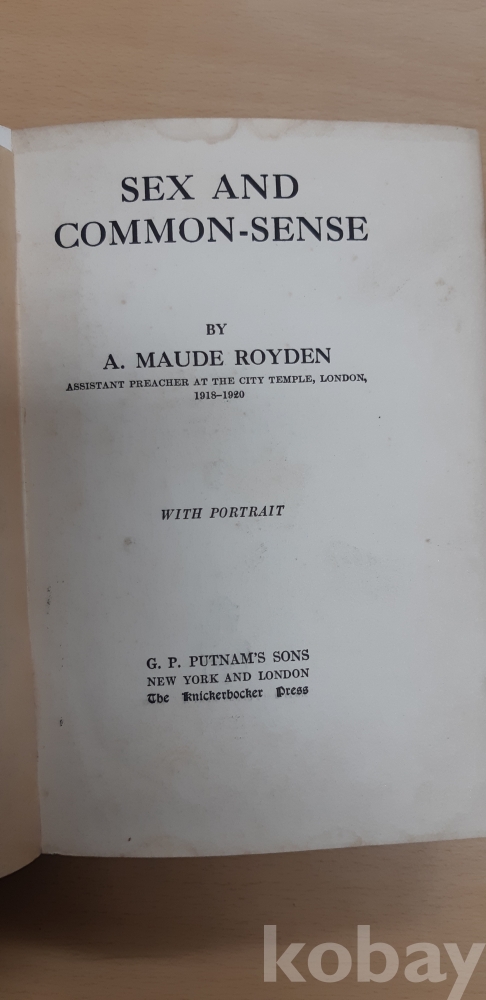 SEX AND
COMMON-SENSE
BY
A. MAUDE ROYDEN
ASSISTANT PREACHER AT THE CITY TEMPLE, LONDON,
1918–1920
WITH PORTRAIT
G. P. PUTNAM'S SONS
NEW YORK AND LONDON
The Knickerbocker Press
kobay